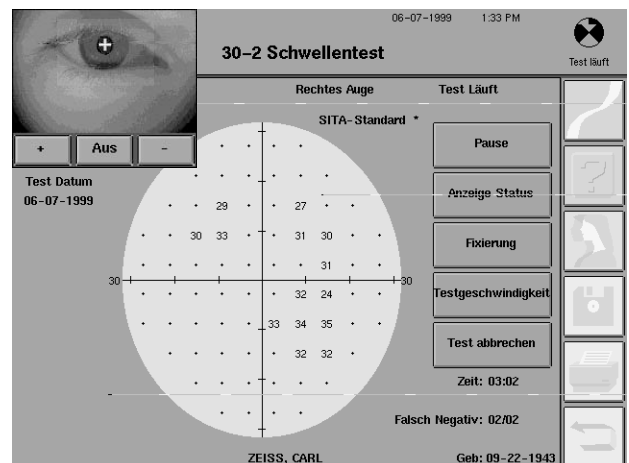 06-07-1999 1:33 PM
30-2 Schwellentest
Test läuft
Rechtes Auge
Test Läuft
SITA-Standard *
+
Aus
-
Pause
Test Datum
06-07-1999
Anzeige Status
29 27
30 33 31 30
Fixierung
31
30 30
32 24
Testgeschwindigkeit
33 34 35
32 32
Test abbrechen
Zeit: 03:02
Falsch Negativ: 02/02
ZEISS, CARL
Geb: 09-22-1943
?